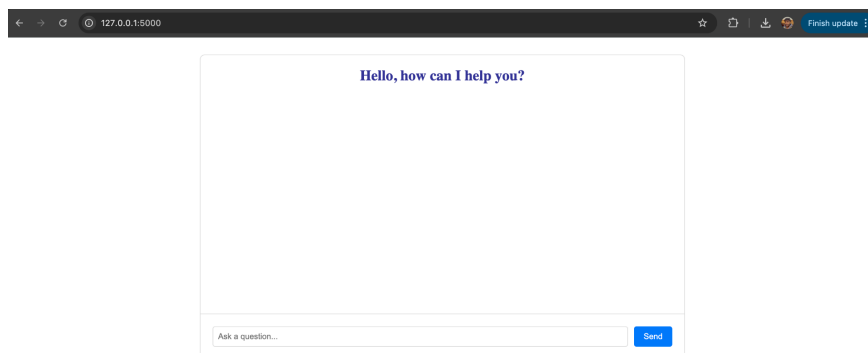 127.0.0.1:5000
Finish update
Hello, how can I help you?
Ask a question...
Send